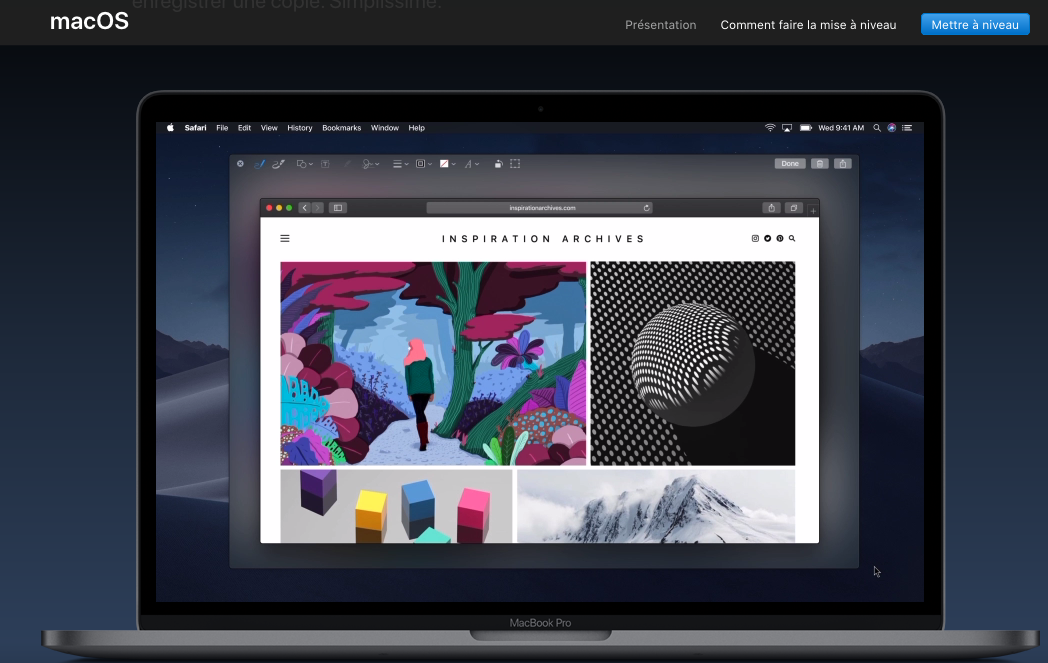 enregistrer une copie. Simplissime.
macOS
Présentation Comment faire la mise à niveau Mettre à niveau
Safari File Edit View History Bookmarks Window Help Wed 9:41 AM
Done
inspirationarchives.com
INSPIRATION ARCHIVES
MacBook Pro